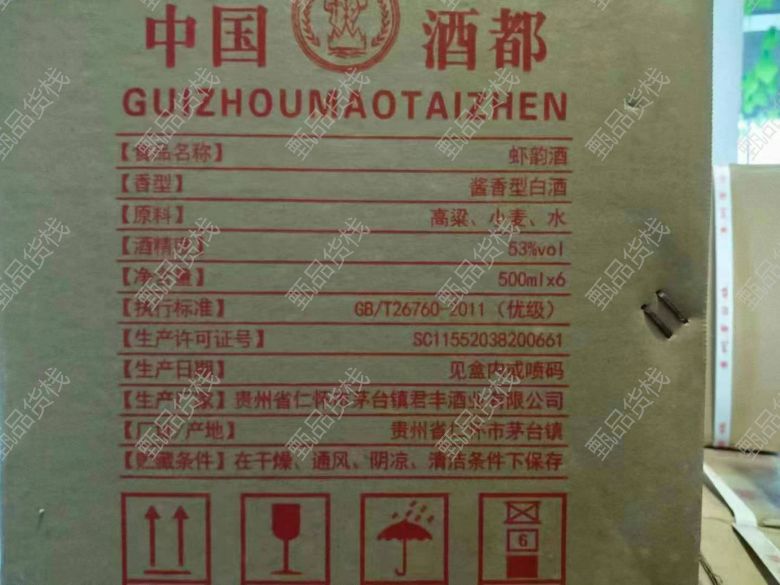 中国 酒都
GUIZHOUMAOTAIZHEN
【食品名称】 虾韵酒
【香型】 酱香型白酒
【原料】 高粱、小麦、水
【酒精度】 53%vol
【净含量】 500mlx6
【执行标准】 GB/T26760-2011（优级）
【生产许可证号】 SC11552038200661
【生产日期】 见盒内或喷码
【生产厂家】贵州省仁怀市茅台镇君丰酒业有限公司
【厂址/产地】 贵州省仁怀市茅台镇
【贮藏条件】在干燥、通风、阴凉、清洁条件下保存
6
甄品货栈